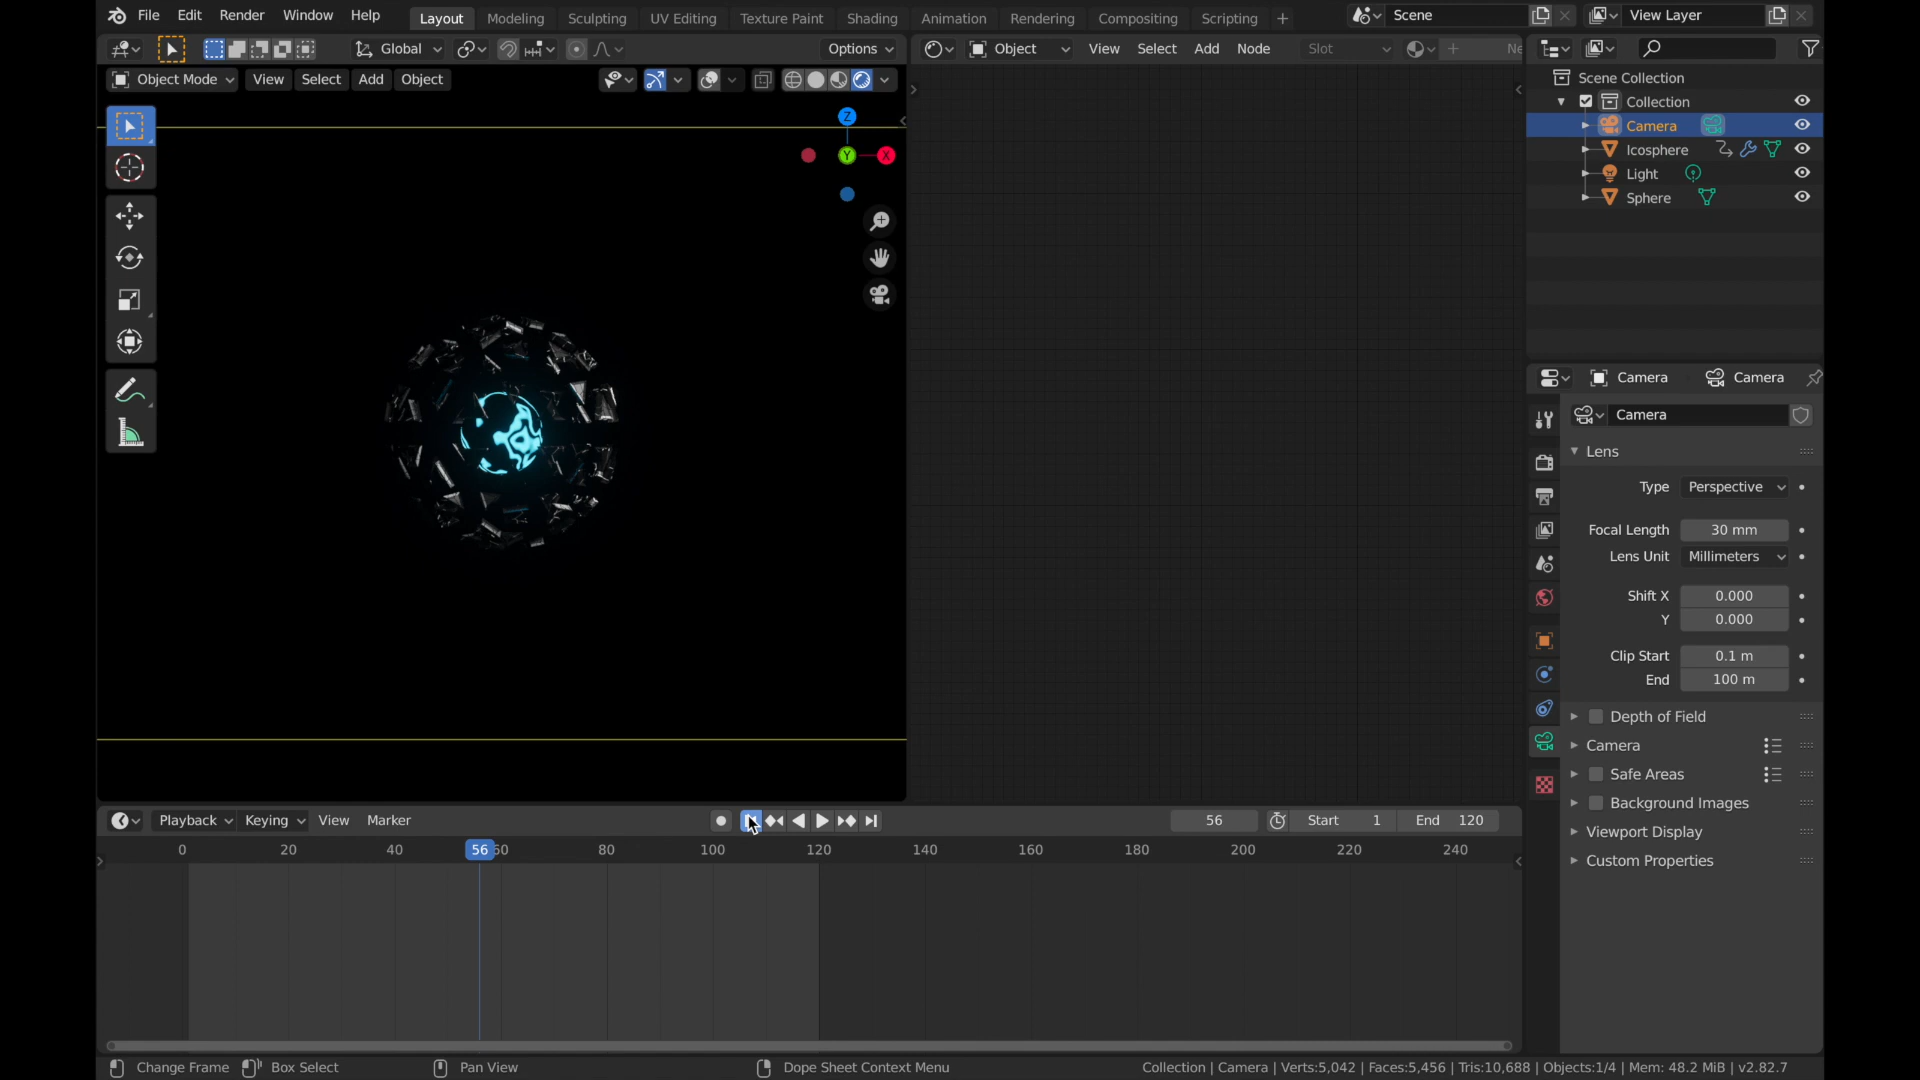 File Edit Render Window Help Layout Modeling Sculpting UV Editing Texture Paint Shading Animation Rendering Compositing Scripting + Scene View Layer
Global Options Object View Select Add Node Slot
Object Mode View Select Add Object
Z
Y X
Scene Collection
Collection
Camera
Icosphere
Light
Sphere
Camera Camera
Camera
Lens
Type Perspective
Focal Length 30 mm
Lens Unit Millimeters
Shift X 0.000
Y 0.000
Clip Start 0.1 m
End 100 m
Depth of Field
Camera
Safe Areas
Background Images
Viewport Display
Custom Properties
Playback Keying View Marker 56 Start 1 End 120
0 20 40 56 60 80 100 120 140 160 180 200 220 240
Change Frame Box Select Pan View Dope Sheet Context Menu Collection | Camera | Verts:5,042 | Faces:5,456 | Tris:10,688 | Objects:1/4 | Mem: 48.2 MiB | v2.82.7